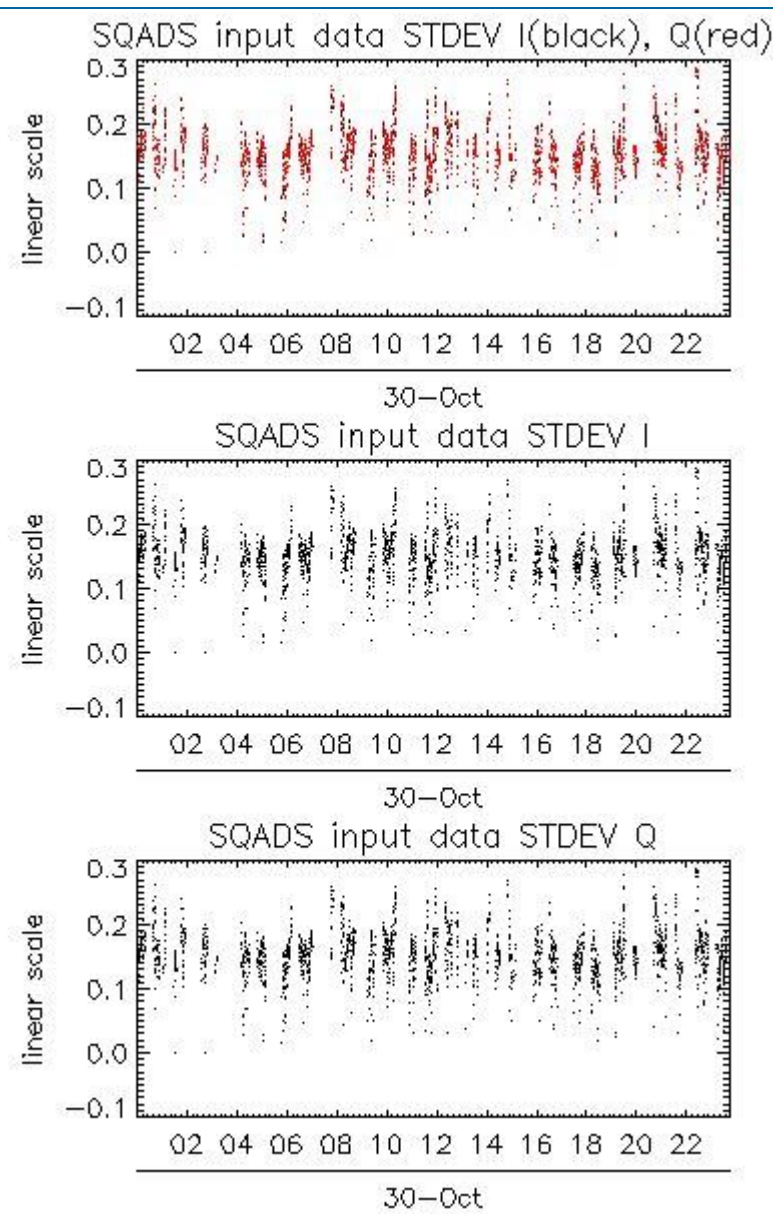 SQADS input data STDEV I(black), Q(red)
0.3
0.2
0.1
0.0
-0.1
linear scale
02 04 06 08 10 12 14 16 18 20 22
30-Oct
SQADS input data STDEV I
0.3
0.2
0.1
0.0
-0.1
linear scale
02 04 06 08 10 12 14 16 18 20 22
30-Oct
SQADS input data STDEV Q
0.3
0.2
0.1
0.0
-0.1
linear scale
02 04 06 08 10 12 14 16 18 20 22
30-Oct